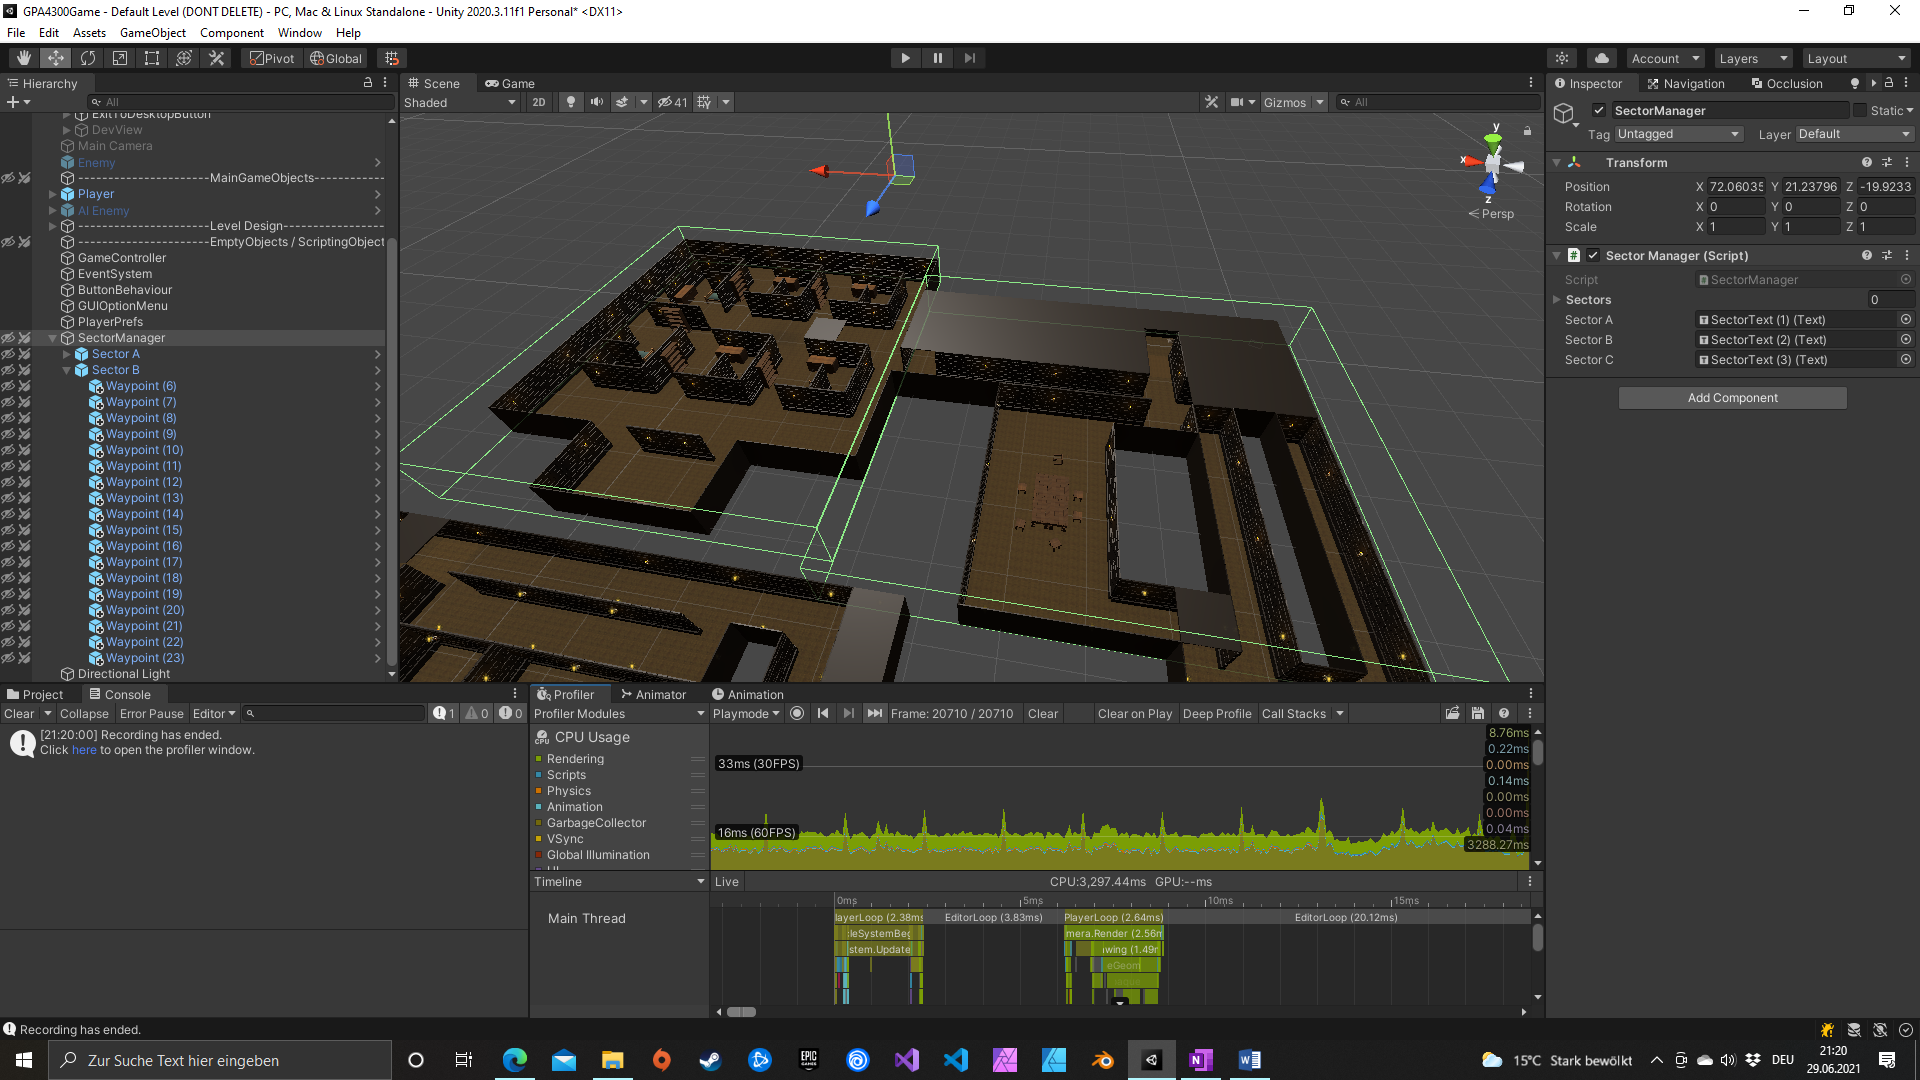 GPA4300Game - Default Level (DONT DELETE) - PC, Mac & Linux Standalone - Unity 2020.3.11f1 Personal* <DX11>
File Edit Assets GameObject Component Window Help
Pivot Global Account Layers Layout
Hierarchy
All
ExitToDesktopButton
DevView
Main Camera
Enemy
------------------------MainGameObjects-------------
Player
AI Enemy
------------------------Level Design----------------
------------------------EmptyObjects / ScriptingObject
GameController
EventSystem
ButtonBehaviour
GUIOptionMenu
PlayerPrefs
SectorManager
Sector A
Sector B
Waypoint (6)
Waypoint (7)
Waypoint (8)
Waypoint (9)
Waypoint (10)
Waypoint (11)
Waypoint (12)
Waypoint (13)
Waypoint (14)
Waypoint (15)
Waypoint (16)
Waypoint (17)
Waypoint (18)
Waypoint (19)
Waypoint (20)
Waypoint (21)
Waypoint (22)
Waypoint (23)
Directional Light
Scene Game
Shaded 2D 41 Gizmos All
y
x
z
Persp
Inspector Navigation Occlusion
SectorManager Static
Tag Untagged Layer Default
Transform
Position X 72.06035 Y 21.23796 Z -19.9233
Rotation X 0 Y 0 Z 0
Scale X 1 Y 1 Z 1
Sector Manager (Script)
Script SectorManager
Sectors 0
Sector A SectorText (1) (Text)
Sector B SectorText (2) (Text)
Sector C SectorText (3) (Text)
Add Component
Project Console
Clear Collapse Error Pause Editor 1 0 0
[21:20:00] Recording has ended.
Click here to open the profiler window.
Profiler Animator Animation
Profiler Modules Playmode Frame: 20710 / 20710 Clear Clear on Play Deep Profile Call Stacks
CPU Usage
Rendering
Scripts
Physics
Animation
GarbageCollector
VSync
Global Illumination
33ms (30FPS)
16ms (60FPS)
8.76ms
0.22ms
0.00ms
0.14ms
0.00ms
0.00ms
0.04ms
3288.27ms
Timeline Live CPU:3,297.44ms GPU:--ms
0ms 5ms 10ms 15ms
Main Thread
layerLoop (2.38ms EditorLoop (3.83ms) PlayerLoop (2.64ms) EditorLoop (20.12ms)
leSystemBeg mera.Render (2.56m
stem.Update wing (1.49m
eGeom
Recording has ended.
Zur Suche Text hier eingeben
EPIC GAMES
15°C Stark bewölkt
DEU
21:20
29.06.2021